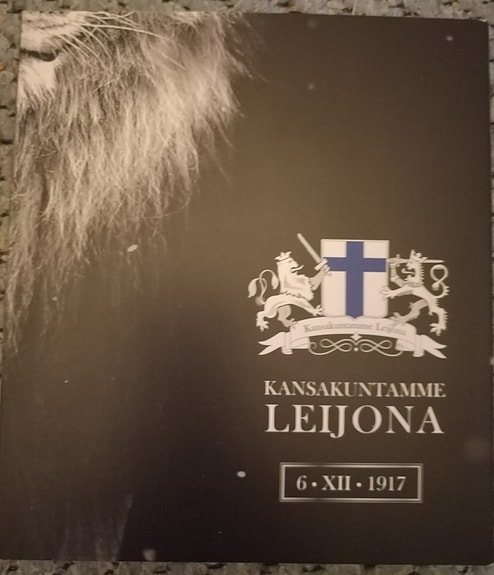 Kansakuntamme Leijona
KANSAKUNTAMME
LEIJONA
6 • XII • 1917